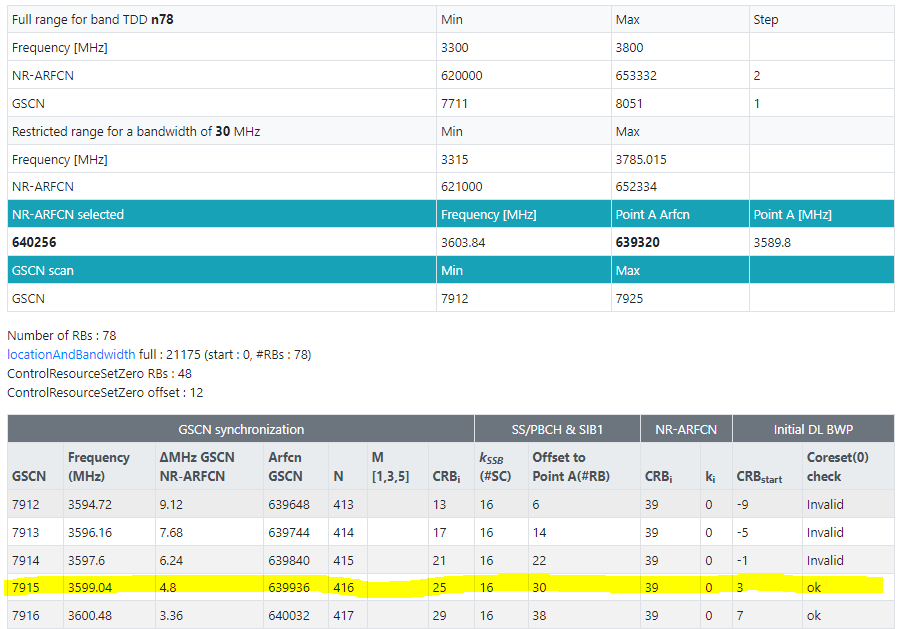 Full range for band TDD n78 Min Max Step
Frequency [MHz] 3300 3800
NR-ARFCN 620000 653332 2
GSCN 7711 8051 1
Restricted range for a bandwidth of 30 MHz Min Max
Frequency [MHz] 3315 3785.015
NR-ARFCN 621000 652334
NR-ARFCN selected Frequency [MHz] Point A Arfcn Point A [MHz]
640256 3603.84 639320 3589.8
GSCN scan Min Max
GSCN 7912 7925
Number of RBs : 78
locationAndBandwidth full : 21175 (start : 0, #RBs : 78)
ControlResourceSetZero RBs : 48
ControlResourceSetZero offset : 12
GSCN synchronization SS/PBCH & SIB1 NR-ARFCN Initial DL BWP
Frequency ΔMHz GSCN Arfcn M kSSB Offset to Coreset(0)
GSCN (MHz) NR-ARFCN GSCN N [1,3,5] CRBi (#SC) Point A(#RB) CRBi ki CRBstart check
7912 3594.72 9.12 639648 413 13 16 6 39 0 -9 Invalid
7913 3596.16 7.68 639744 414 17 16 14 39 0 -5 Invalid
7914 3597.6 6.24 639840 415 21 16 22 39 0 -1 Invalid
7915 3599.04 4.8 639936 416 25 16 30 39 0 3 ok
7916 3600.48 3.36 640032 417 29 16 38 39 0 7 ok